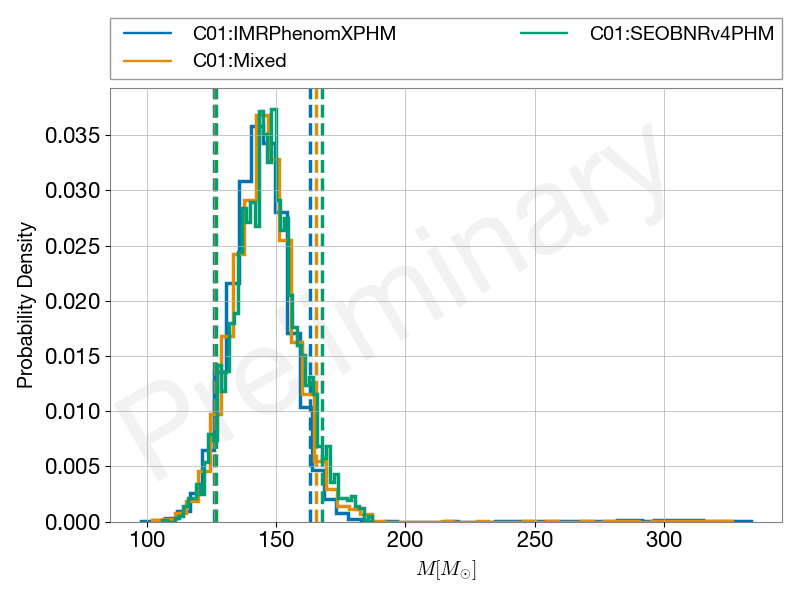 C01:IMRPhenomXPHM
C01:Mixed
C01:SEOBNRv4PHM
0.035
0.030
0.025
0.020
0.015
0.010
0.005
0.000
Probability Density
Preliminary
100 150 200 250 300
M[M⊙]